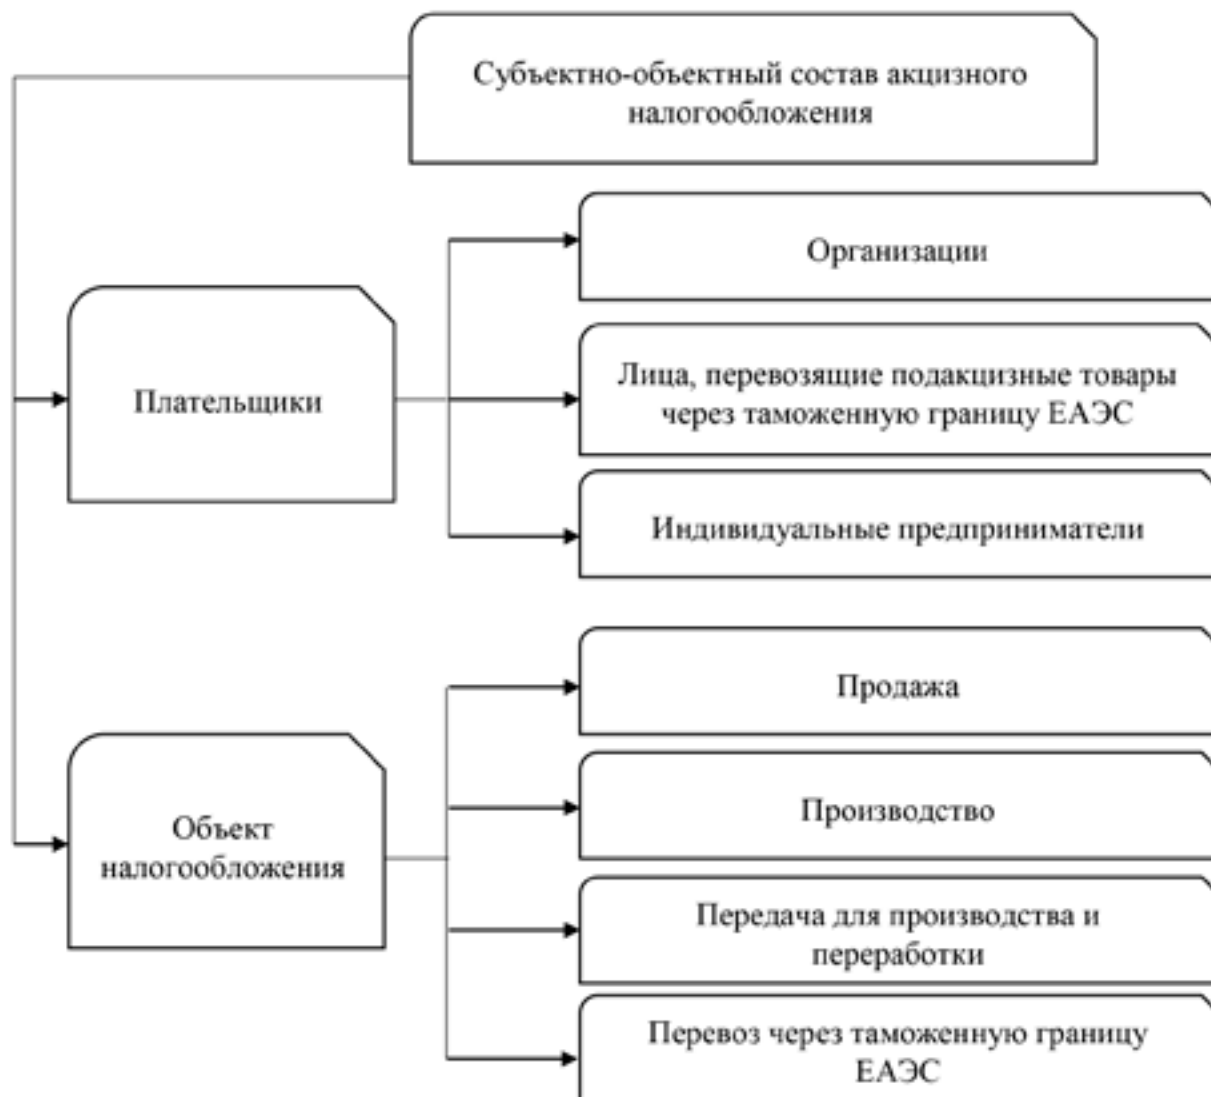 Субъектно-объектный состав акцизного
налогообложения
Плательщики
Организации
Лица, перевозящие подакцизные товары
через таможенную границу ЕАЭС
Индивидуальные предприниматели
Объект
налогообложения
Продажа
Производство
Передача для производства и
переработки
Перевоз через таможенную границу
ЕАЭС